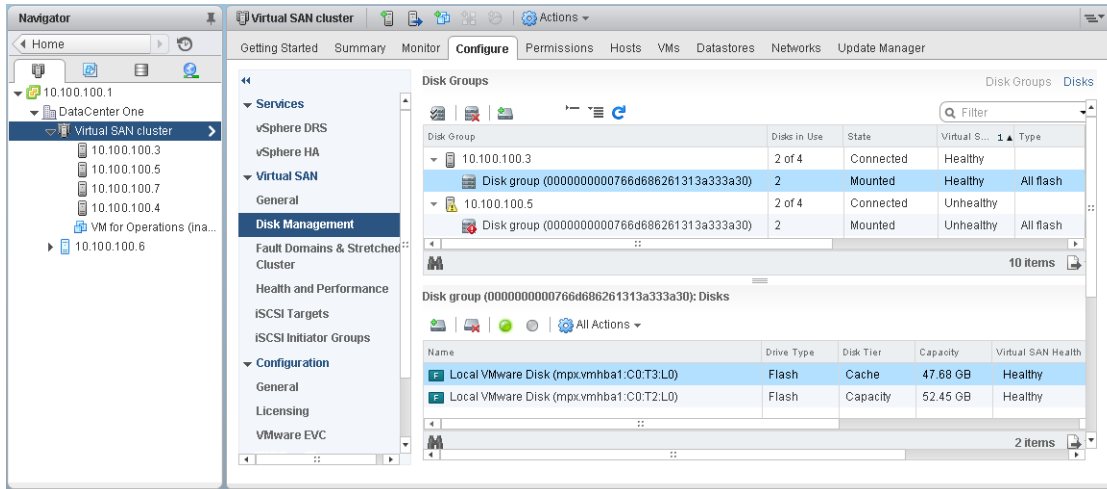 Navigator
Home
10.100.100.1
DataCenter One
Virtual SAN cluster
10.100.100.3
10.100.100.5
10.100.100.7
10.100.100.4
VM for Operations (ina...
10.100.100.6
Virtual SAN cluster Actions
Getting Started Summary Monitor Configure Permissions Hosts VMs Datastores Networks Update Manager
Services
vSphere DRS
vSphere HA
Virtual SAN
General
Disk Management
Fault Domains & Stretched
Cluster
Health and Performance
iSCSI Targets
iSCSI Initiator Groups
Configuration
General
Licensing
VMware EVC
Disk Groups Disk Groups Disks
Filter
Disk Group Disks in Use State Virtual S... 1 Type
10.100.100.3 2 of 4 Connected Healthy
Disk group (0000000000766d686261313a333a30) 2 Mounted Healthy All flash
10.100.100.5 2 of 4 Connected Unhealthy
Disk group (0000000000766d686261313a333a30) 2 Mounted Unhealthy All flash
10 items
Disk group (0000000000766d686261313a333a30): Disks
All Actions
Name Drive Type Disk Tier Capacity Virtual SAN Health
F Local VMware Disk (mpx.vmhba1:C0:T3:L0) Flash Cache 47.68 GB Healthy
F Local VMware Disk (mpx.vmhba1:C0:T2:L0) Flash Capacity 52.45 GB Healthy
2 items